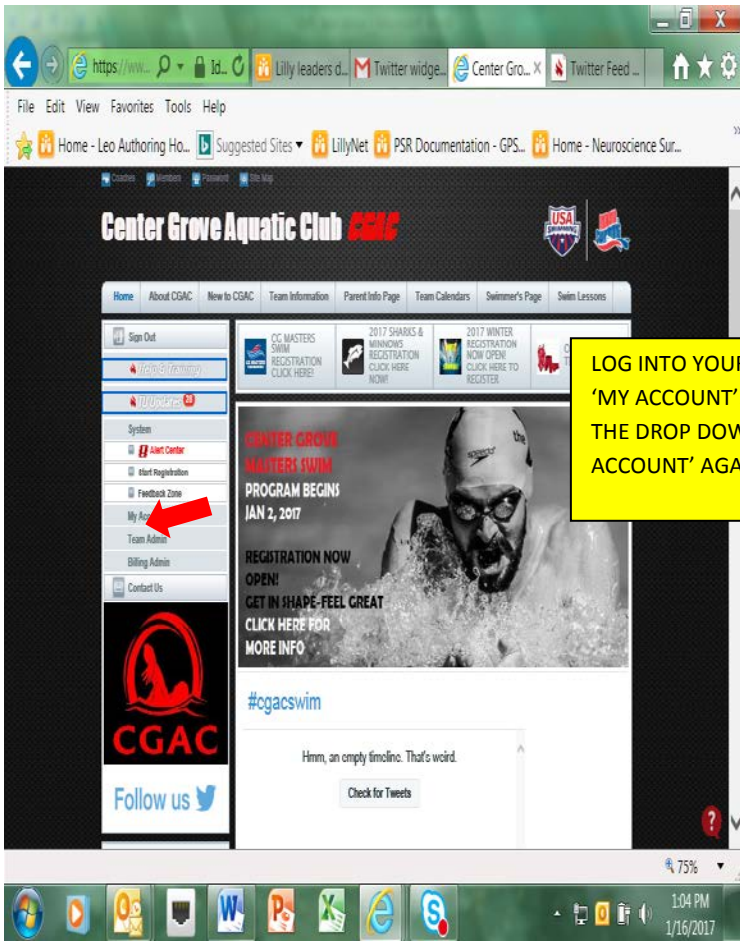 https://ww...
Id...
Lilly leaders d...
Twitter widge...
Center Gro...
Twitter Feed ...
File Edit View Favorites Tools Help
Home - Leo Authoring Ho...
Suggested Sites
LillyNet
PSR Documentation - GPS...
Home - Neuroscience Sur...
Coaches Members Password Site Map
Center Grove Aquatic Club CGAC
USA
SWIMMING
Home About CGAC New to CGAC Team Information Parent Info Page Team Calendars Swimmer's Page Swim Lessons
Sign Out
Help & Training
TU Updates 28
System
Alert Center
Start Registration
Feedback Zone
My Acc
Team Admin
Billing Admin
Contact Us
CGAC
Follow us
CG MASTERS
SWIM
REGISTRATION
CLICK HERE!
2017 SHARKS &
MINNOWS
REGISTRATION
CLICK HERE
NOW!
2017 WINTER
REGISTRATION
NOW OPEN!
CLICK HERE TO
REGISTER
LOG INTO YOUR
‘MY ACCOUNT’
THE DROP DOW
ACCOUNT’ AGA
CENTER GROVE
MASTERS SWIM
PROGRAM BEGINS
JAN 2, 2017
REGISTRATION NOW
OPEN!
GET IN SHAPE-FEEL GREAT
CLICK HERE FOR
MORE INFO
speedo
#cgacswim
Hmm, an empty timeline. That's weird.
Check for Tweets
75%
1:04 PM
1/16/2017